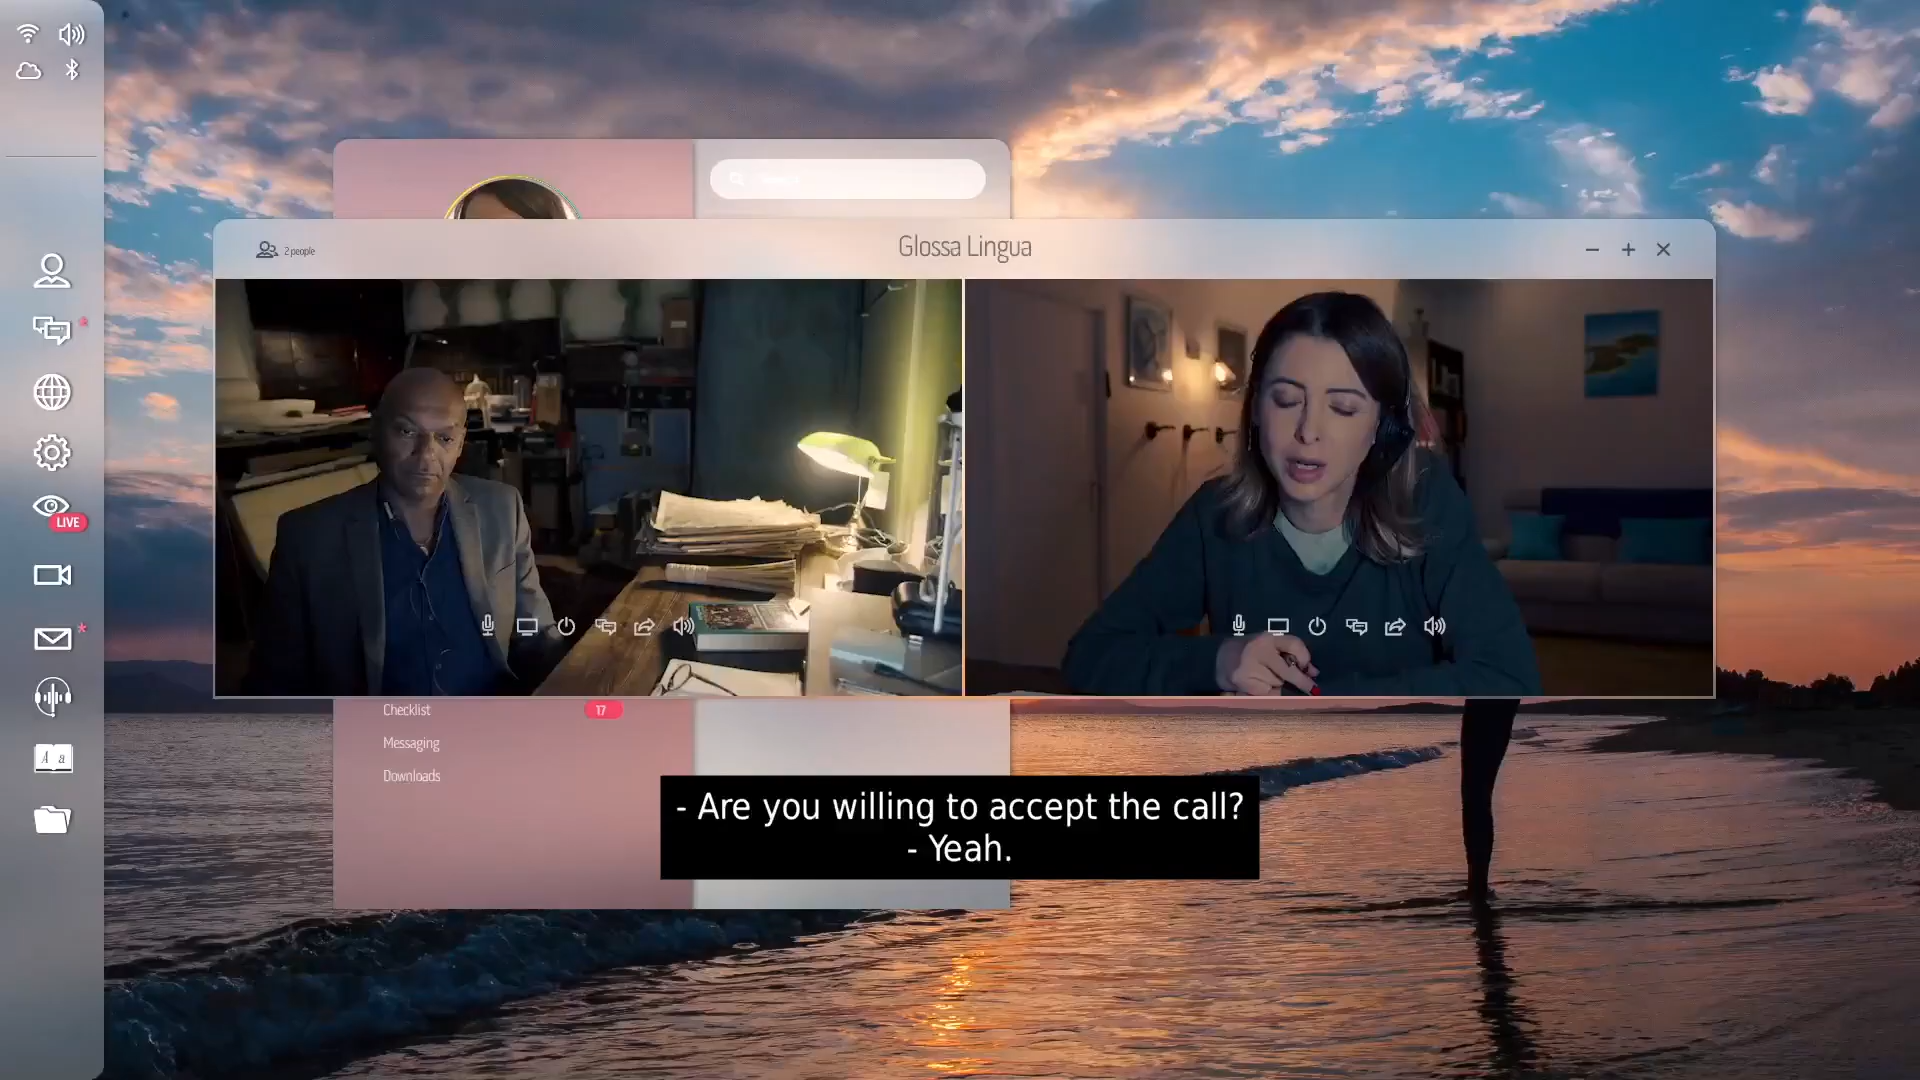 2 people
Glossa Lingua
LIVE
A a
Checklist
17
Messaging
Downloads
- Are you willing to accept the call?
- Yeah.